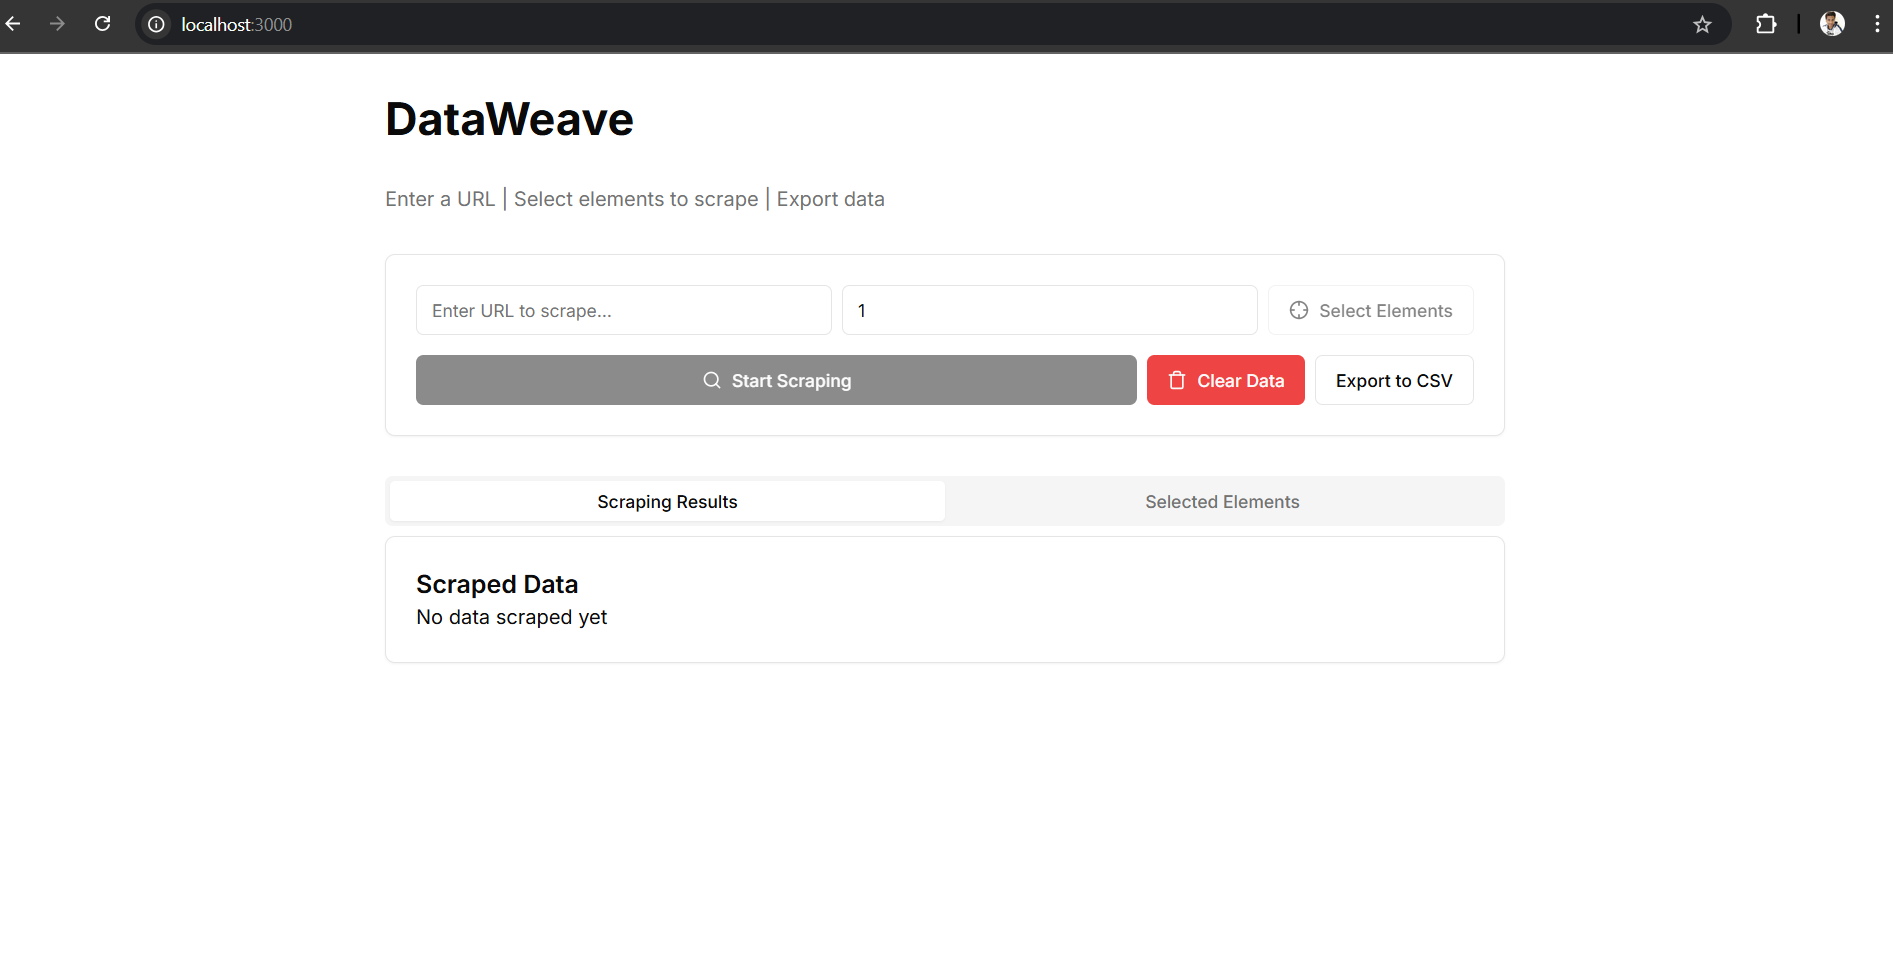 localhost:3000
DataWeave
Enter a URL | Select elements to scrape | Export data
Enter URL to scrape...
1
Select Elements
Start Scraping
Clear Data
Export to CSV
Scraping Results
Selected Elements
Scraped Data
No data scraped yet